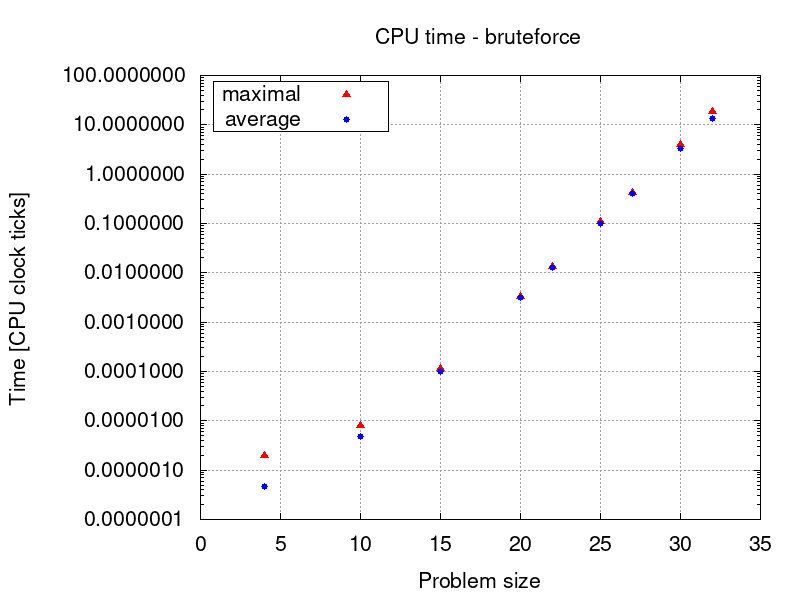 CPU time - bruteforce
100.0000000
10.0000000
1.0000000
0.1000000
0.0100000
0.0010000
0.0001000
0.0000100
0.0000010
0.0000001
maximal
average
Time [CPU clock ticks]
0 5 10 15 20 25 30 35
Problem size